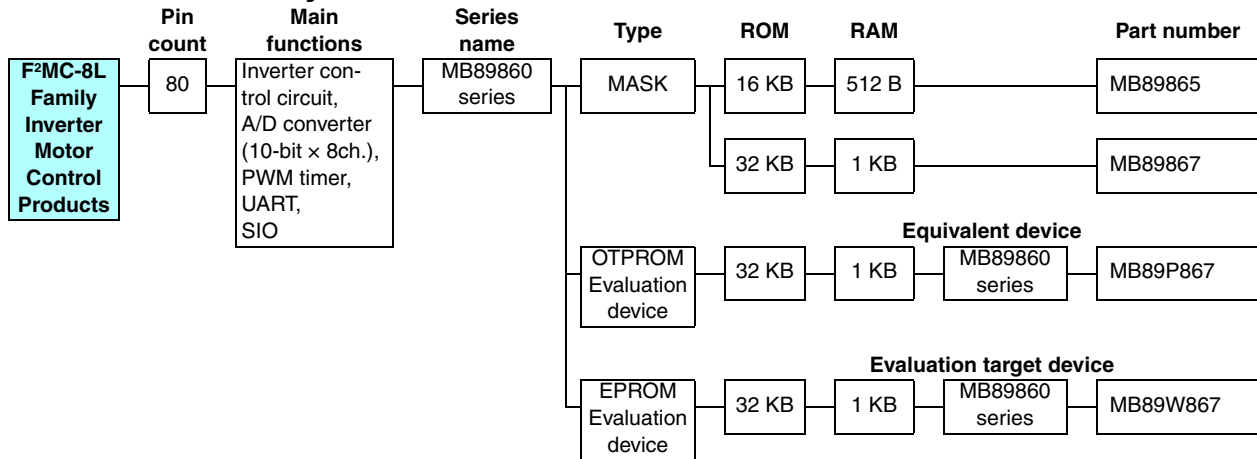 Pin count
Main functions
Series name
Type
ROM
RAM
Part number
F²MC-8L
Family
Inverter
Motor
Control
Products
80
Inverter con-
trol circuit,
A/D converter
(10-bit × 8ch.),
PWM timer,
UART,
SIO
MB89860
series
MASK
16 KB
512 B
MB89865
32 KB
1 KB
MB89867
Equivalent device
OTPROM
Evaluation
device
32 KB
1 KB
MB89860
series
MB89P867
Evaluation target device
EPROM
Evaluation
device
32 KB
1 KB
MB89860
series
MB89W867